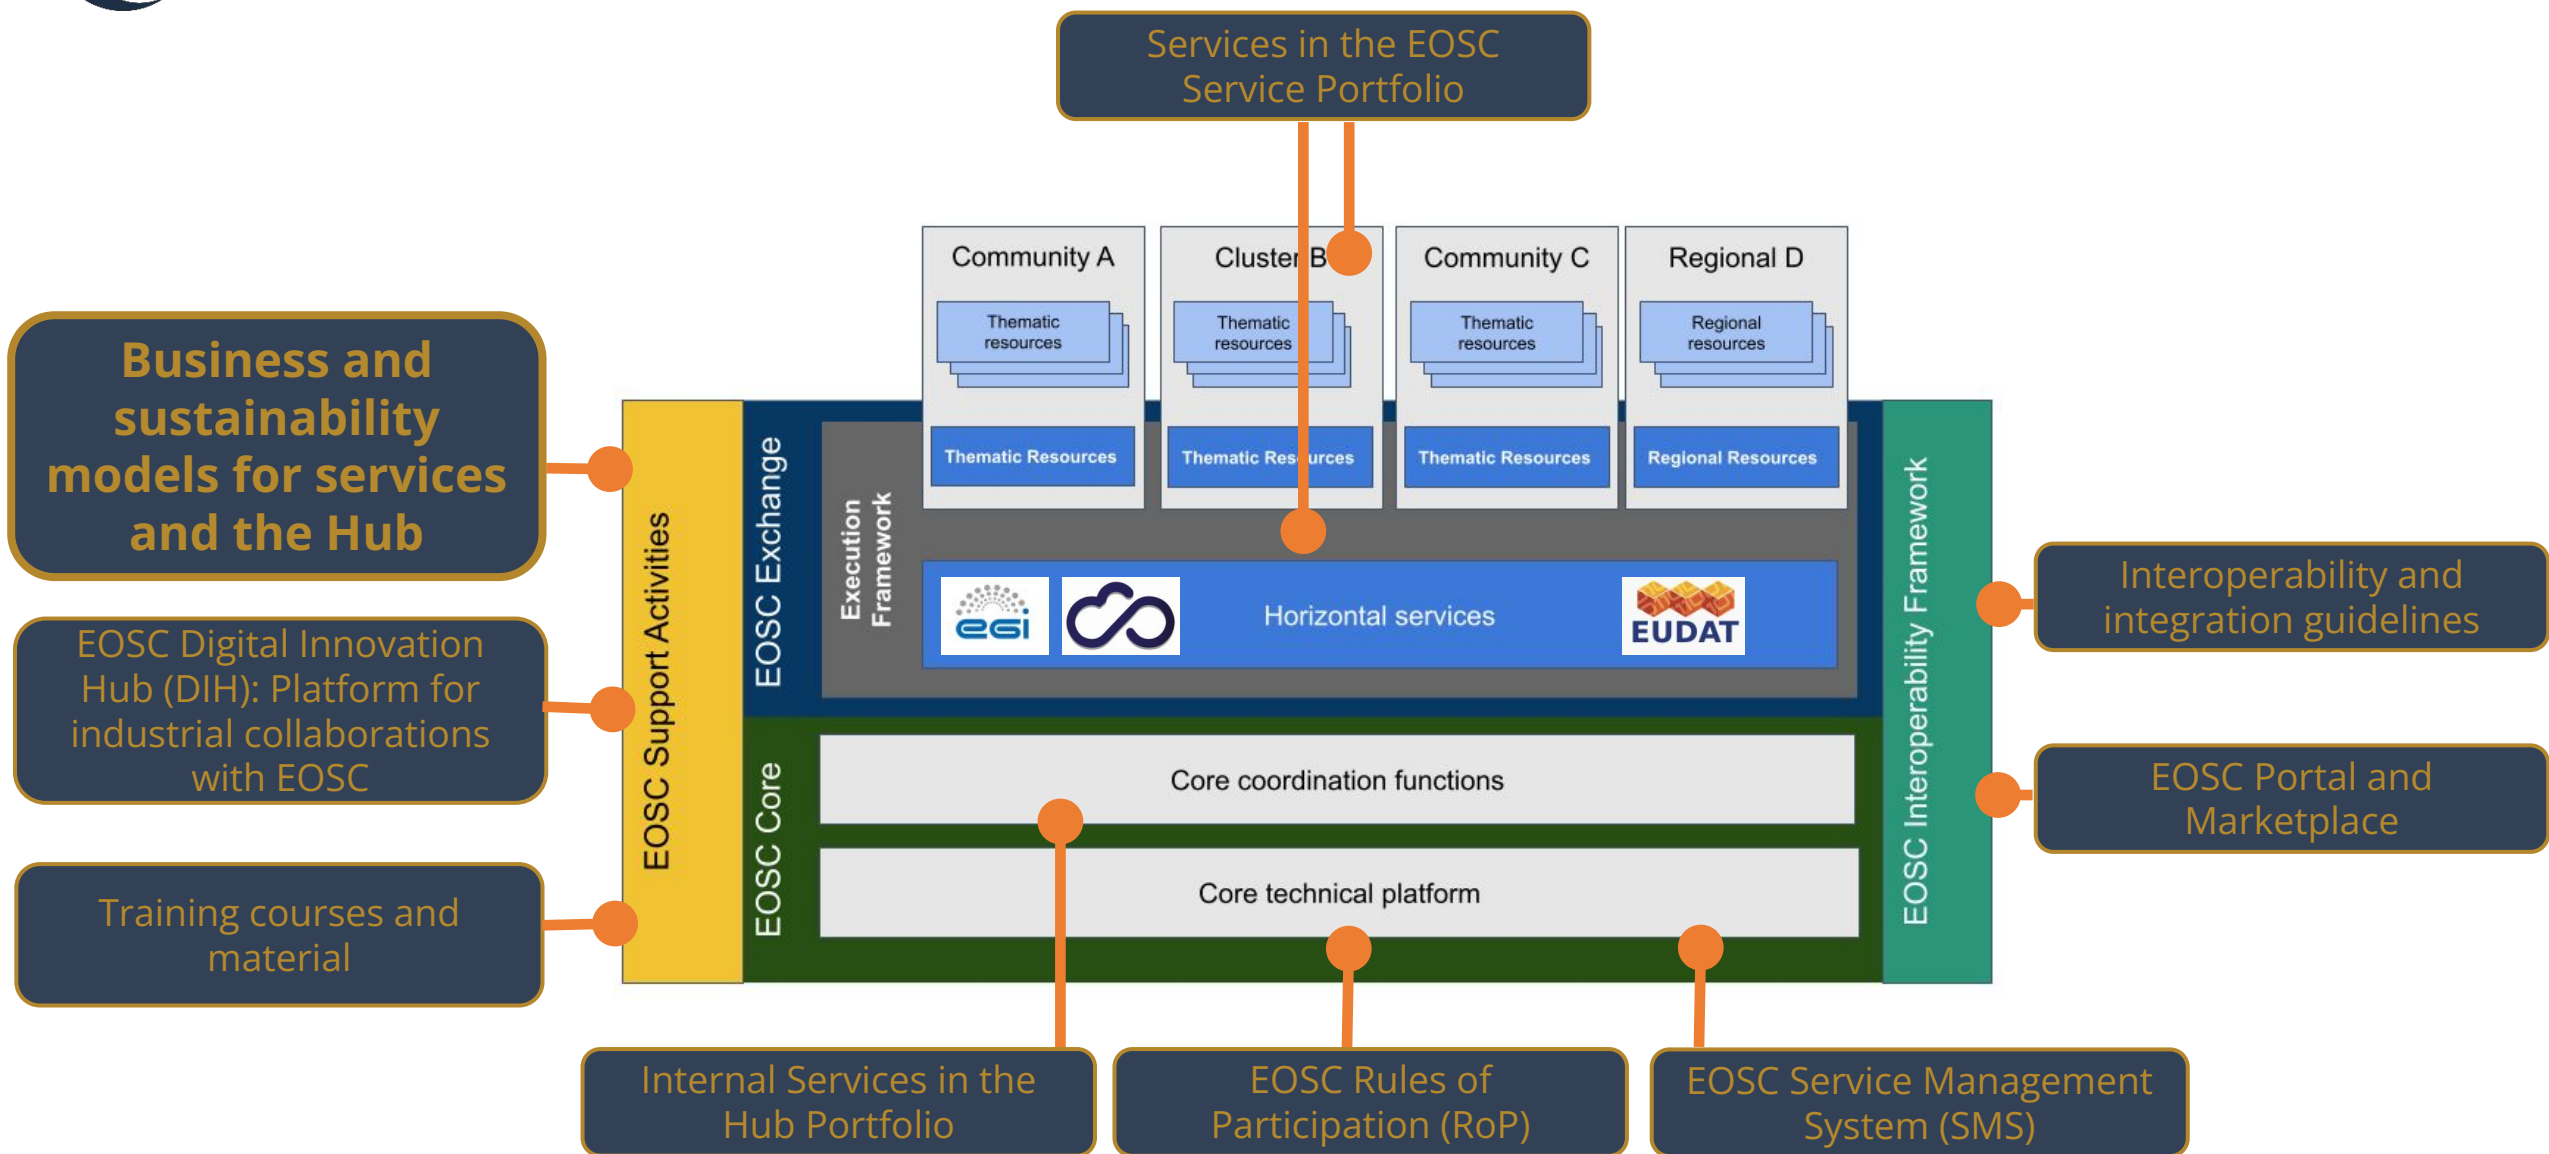 Services in the EOSC
Service Portfolio
Community A
Cluster B
Community C
Regional D
Thematic
resources
Thematic
resources
Thematic
resources
Regional
resources
Thematic Resources
Thematic Resources
Thematic Resources
Regional Resources
Business and
sustainability
models for services
and the Hub
EOSC Digital Innovation
Hub (DIH): Platform for
industrial collaborations
with EOSC
Training courses and
material
EOSC Support Activities
EOSC Exchange
Execution
Framework
egi
Horizontal services
EUDAT
EOSC Core
Core coordination functions
Core technical platform
EOSC Interoperability Framework
Interoperability and
integration guidelines
EOSC Portal and
Marketplace
Internal Services in the
Hub Portfolio
EOSC Rules of
Participation (RoP)
EOSC Service Management
System (SMS)